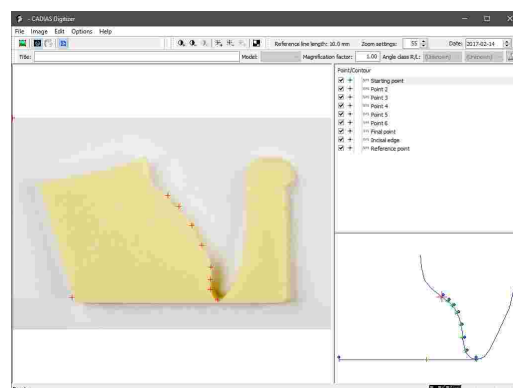 - CADIAS Digitizer
File Image Edit Options Help
Reference line length: 10.0 mm Zoom settings: 55 Date: 2017-02-14
Title: Model: Magnification factor: 1.00 Angle class R/L: (Unknown) (Unknown)
Point/Contour
Starting point
Point 2
Point 3
Point 4
Point 5
Point 6
Final point
Incisal edge
Reference point